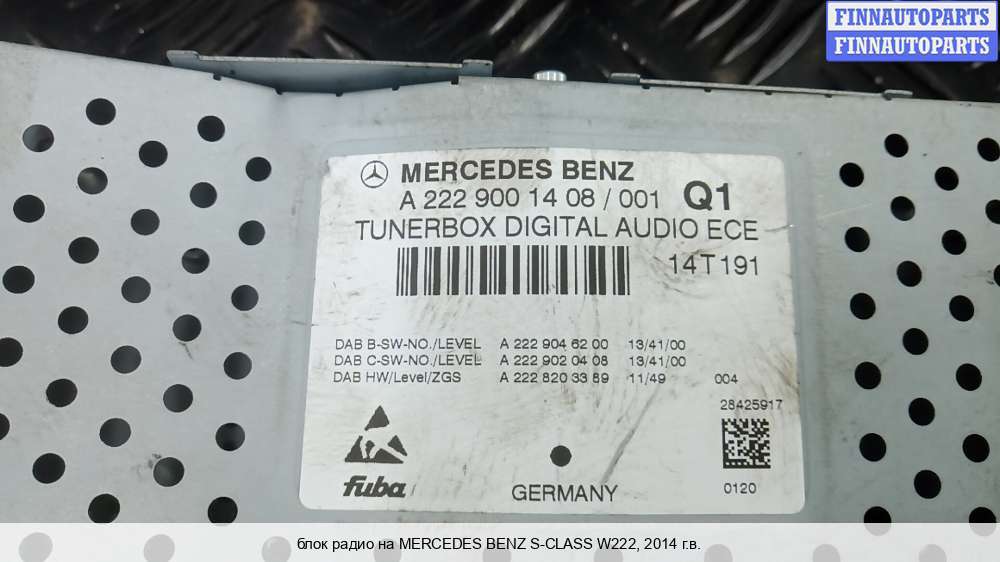 FINNAUTOPARTS
FINNAUTOPARTS
MERCEDES BENZ
A 222 900 14 08 / 001 Q1
TUNERBOX DIGITAL AUDIO ECE
14T191
DAB B-SW-NO./LEVEL A 222 904 62 00 13/41/00
DAB C-SW-NO./LEVEL A 222 902 04 08 13/41/00
DAB HW/Level/ZGS A 222 820 33 89 11/49 004
28425917
fuba
GERMANY
0120
блок радио на MERCEDES BENZ S-CLASS W222, 2014 г.в.